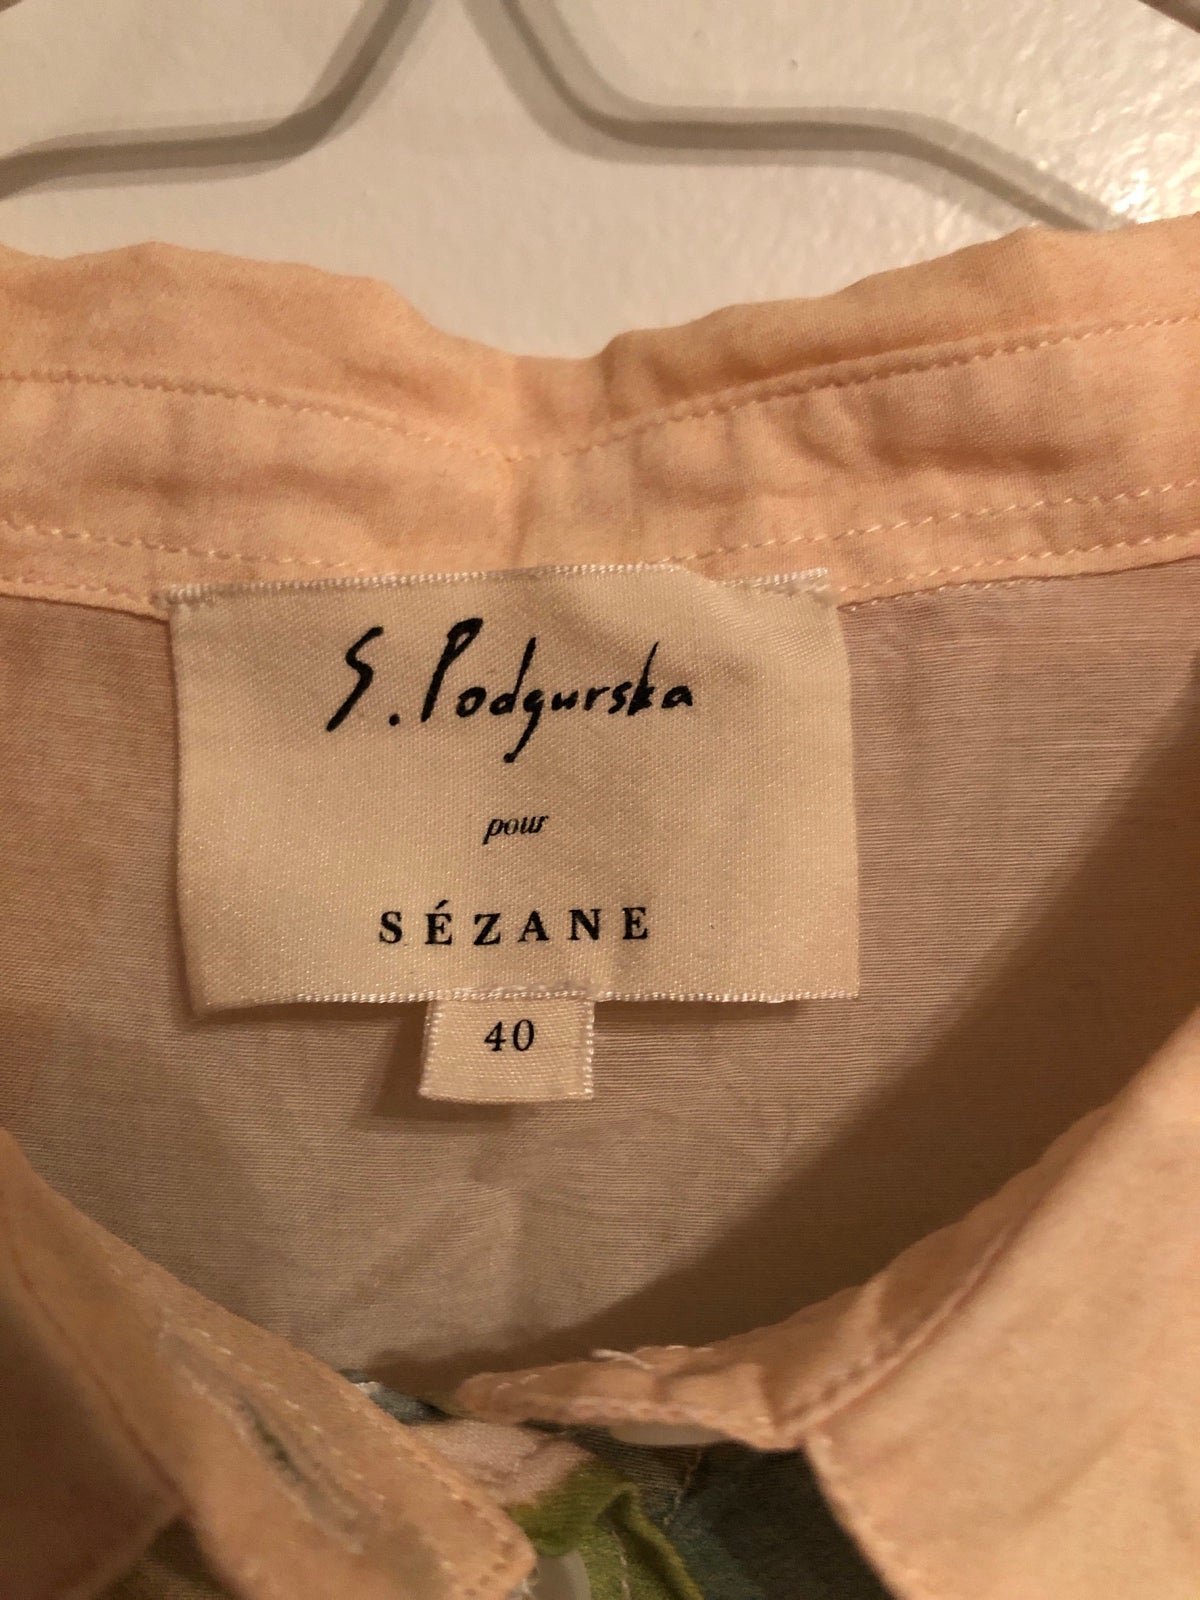 S. Podgurska
pour
SÉZANE
40